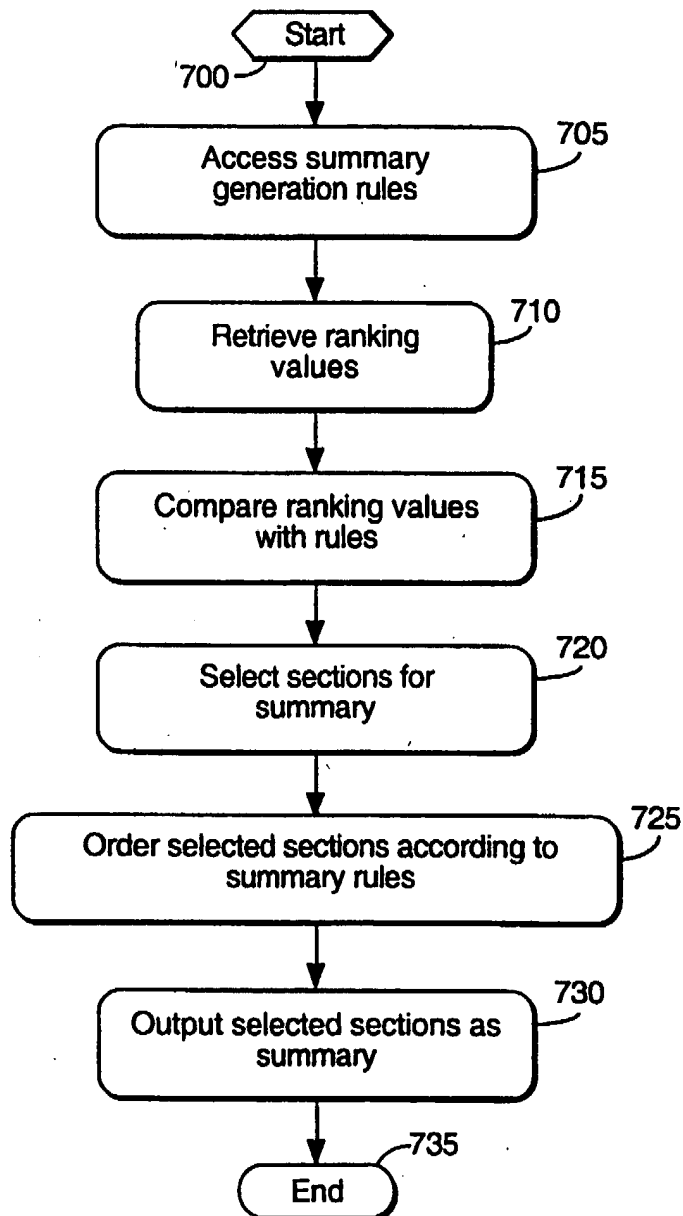 Start
700
Access summary
generation rules
705
Retrieve ranking
values
710
Compare ranking values
with rules
715
Select sections for
summary
720
Order selected sections according to
summary rules
725
Output selected sections as
summary
730
End
735